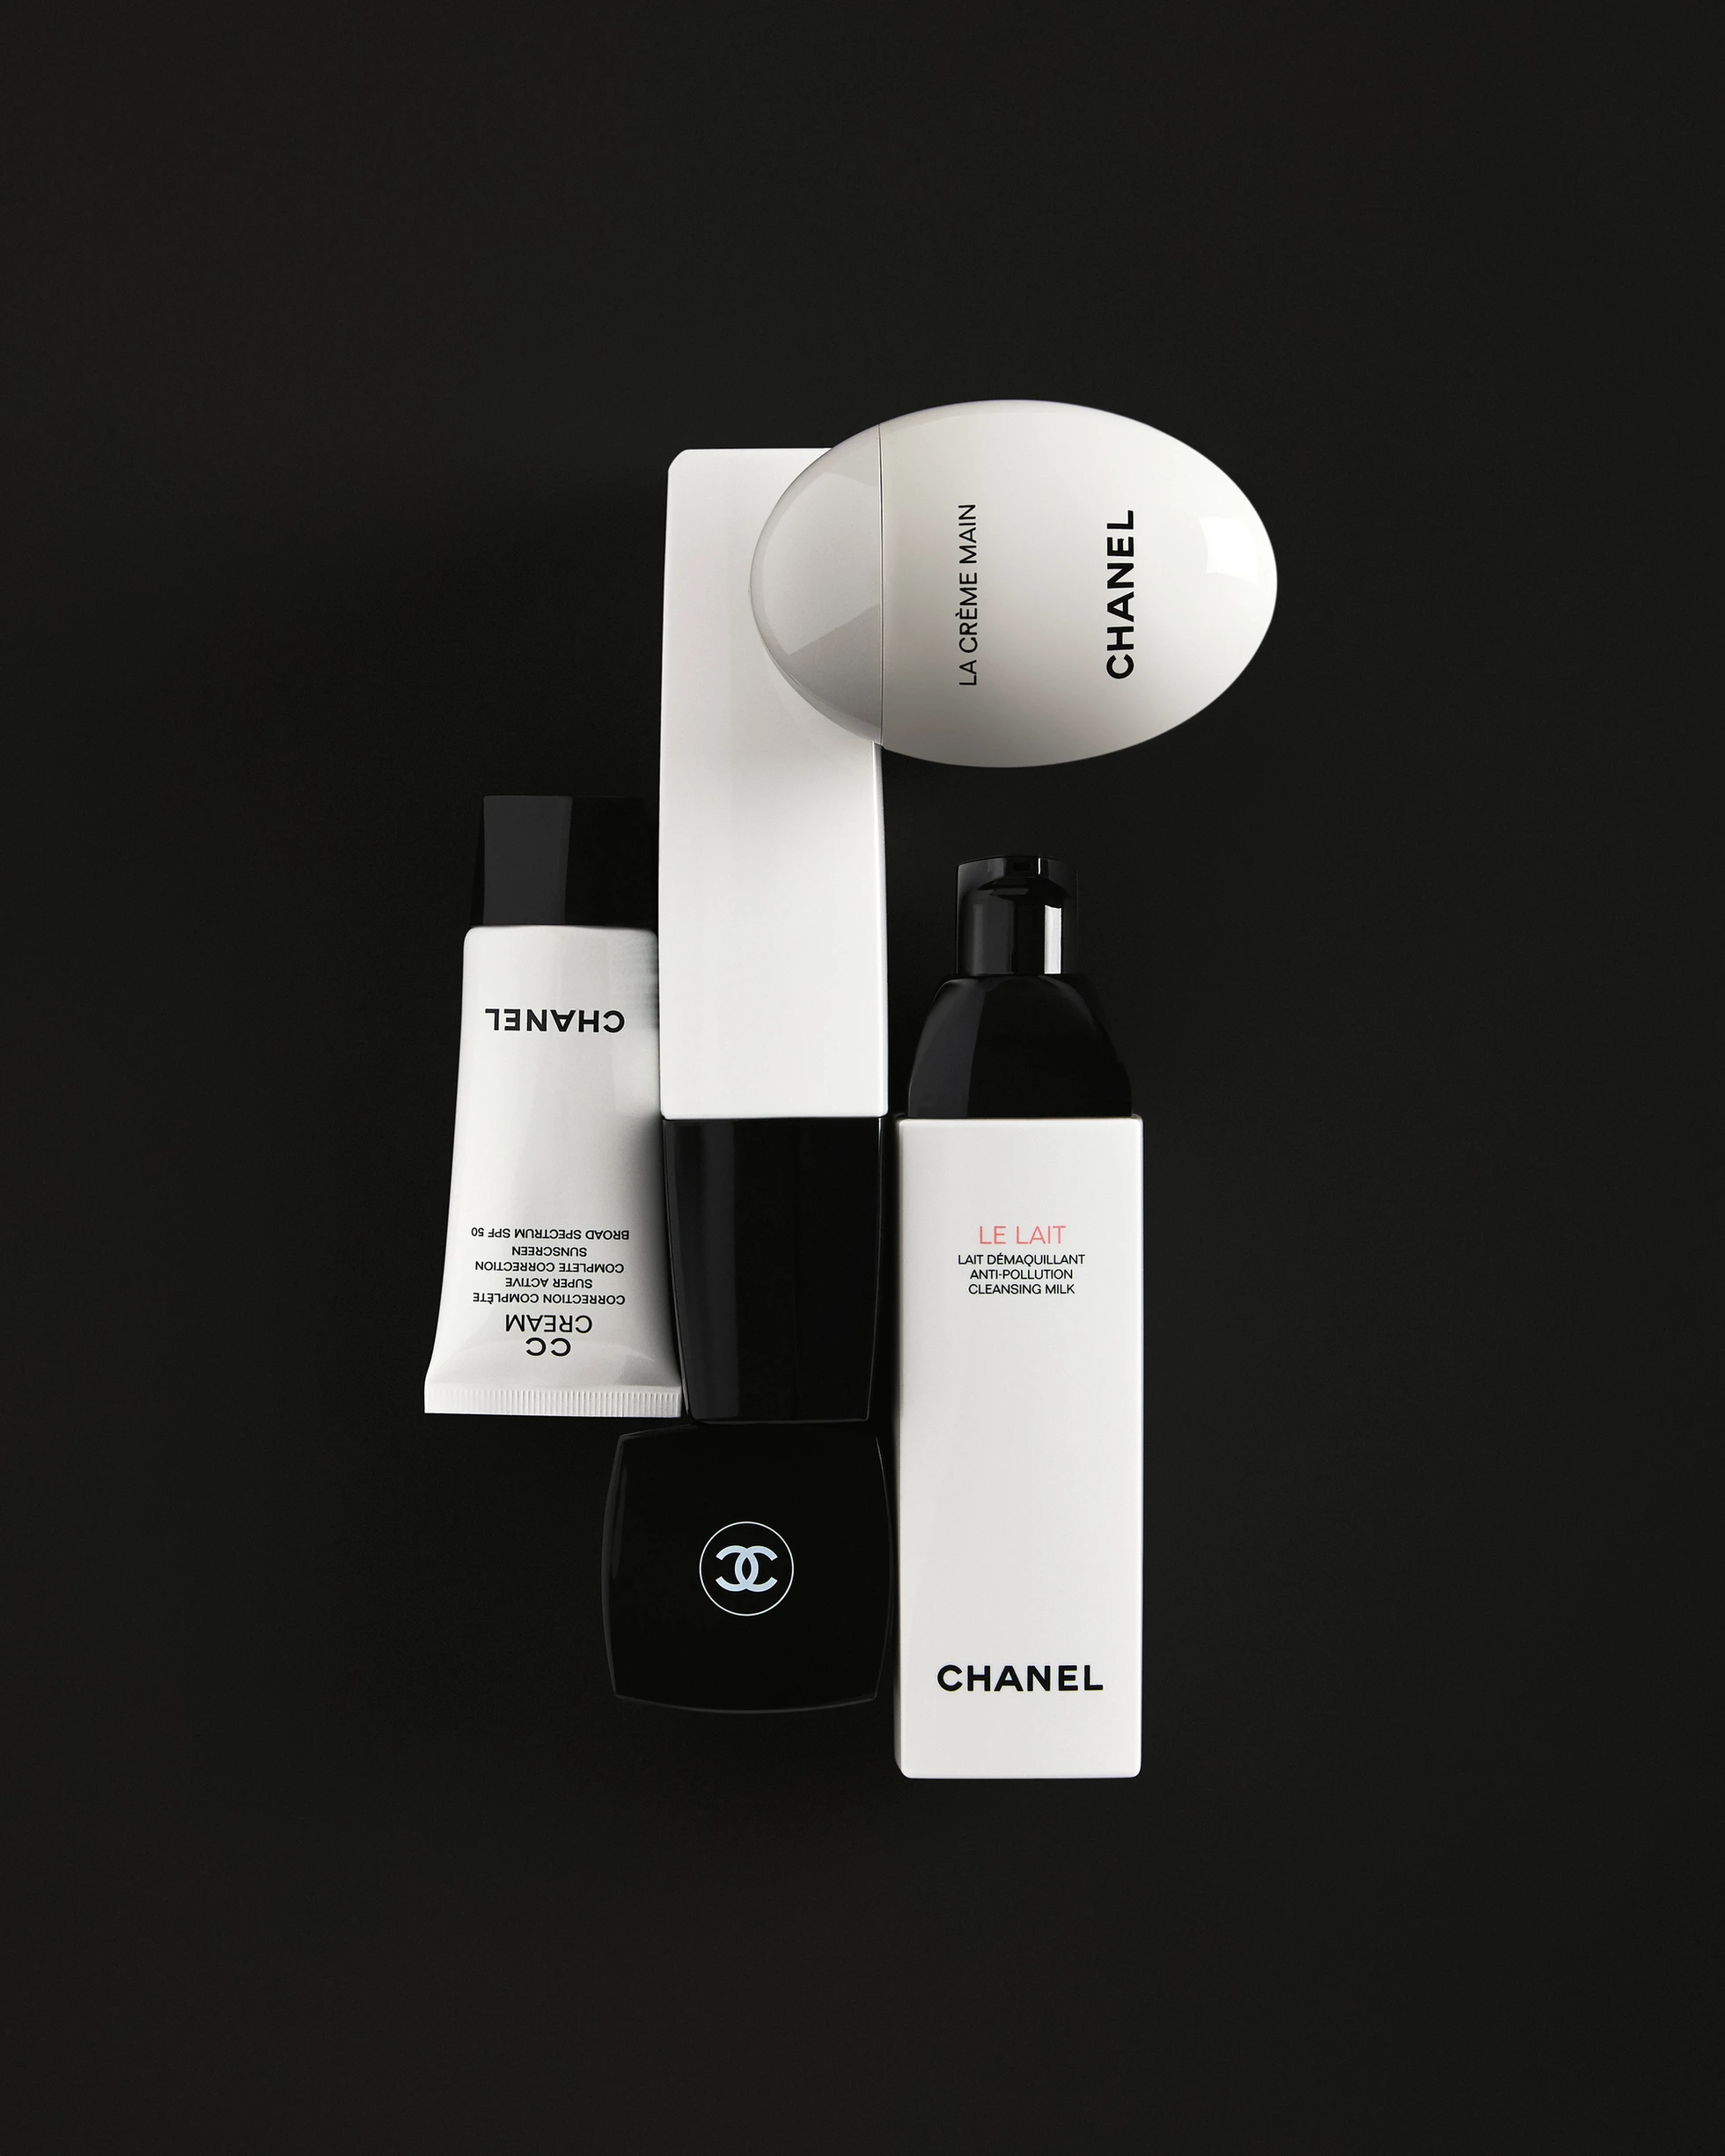 LA CRÈME MAIN
CHANEL
CHANEL
BROAD SPECTRUM SPF 50
SUNSCREEN
COMPLETE CORRECTION
SUPER ACTIVE
CORRECTION COMPLÈTE
CREAM
CC
LE LAIT
LAIT DÉMAQUILLANT
ANTI-POLLUTION
CLEANSING MILK
CHANEL